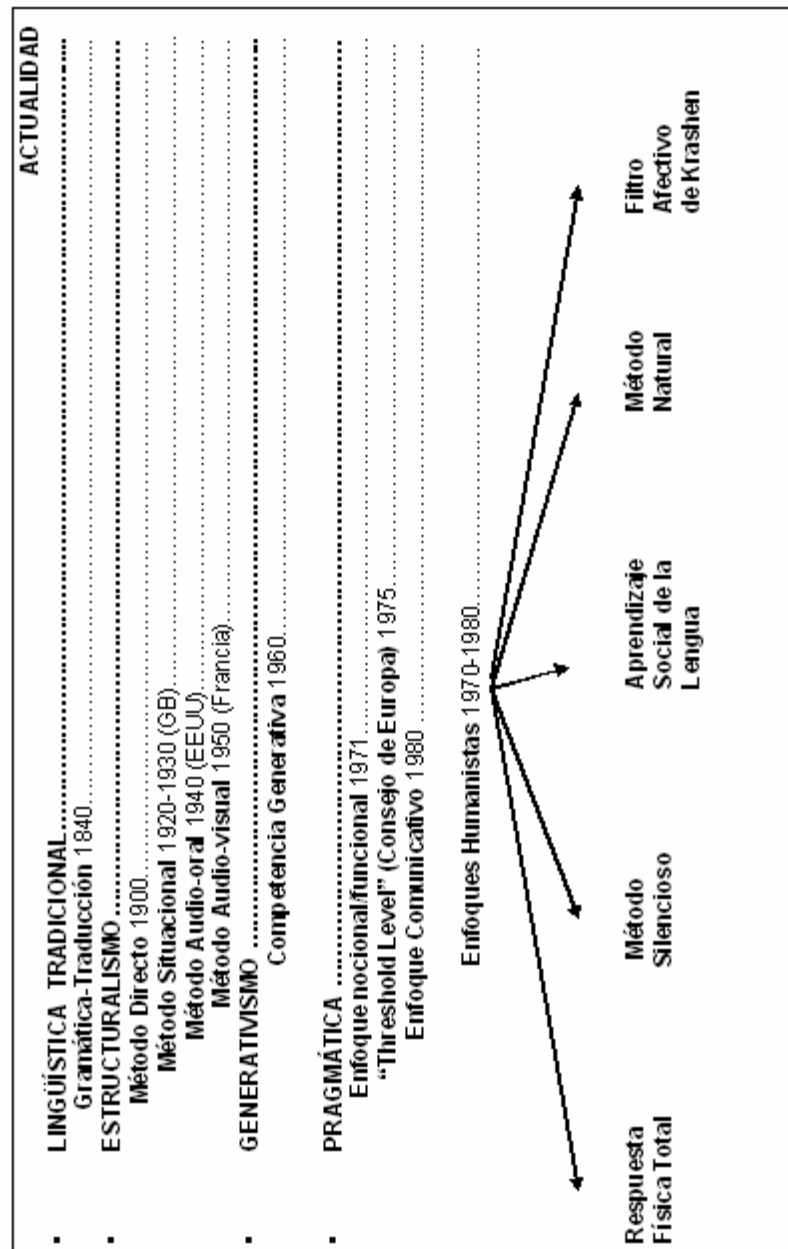 ACTUALIDAD
▪ LINGÜÍSTICA TRADICIONAL
Gramática-Traducción 1840
▪ ESTRUCTURALISMO
Método Directo 1900
Método Situacional 1920-1930 (GB)
Método Audio-oral 1940 (EEUU)
Método Audio-visual 1950 (Francia)
▪ GENERATIVISMO
Competencia Generativa 1960
▪ PRAGMÁTICA
Enfoque nocional/funcional 1971
“Threshold Level” (Consejo de Europa) 1975
Enfoque Comunicativo 1980
Enfoques Humanistas 1970-1980
Respuesta
Física Total
Método
Silencioso
Aprendizaje
Social de la
Lengua
Método
Natural
Filtro
Afectivo
de Krashen